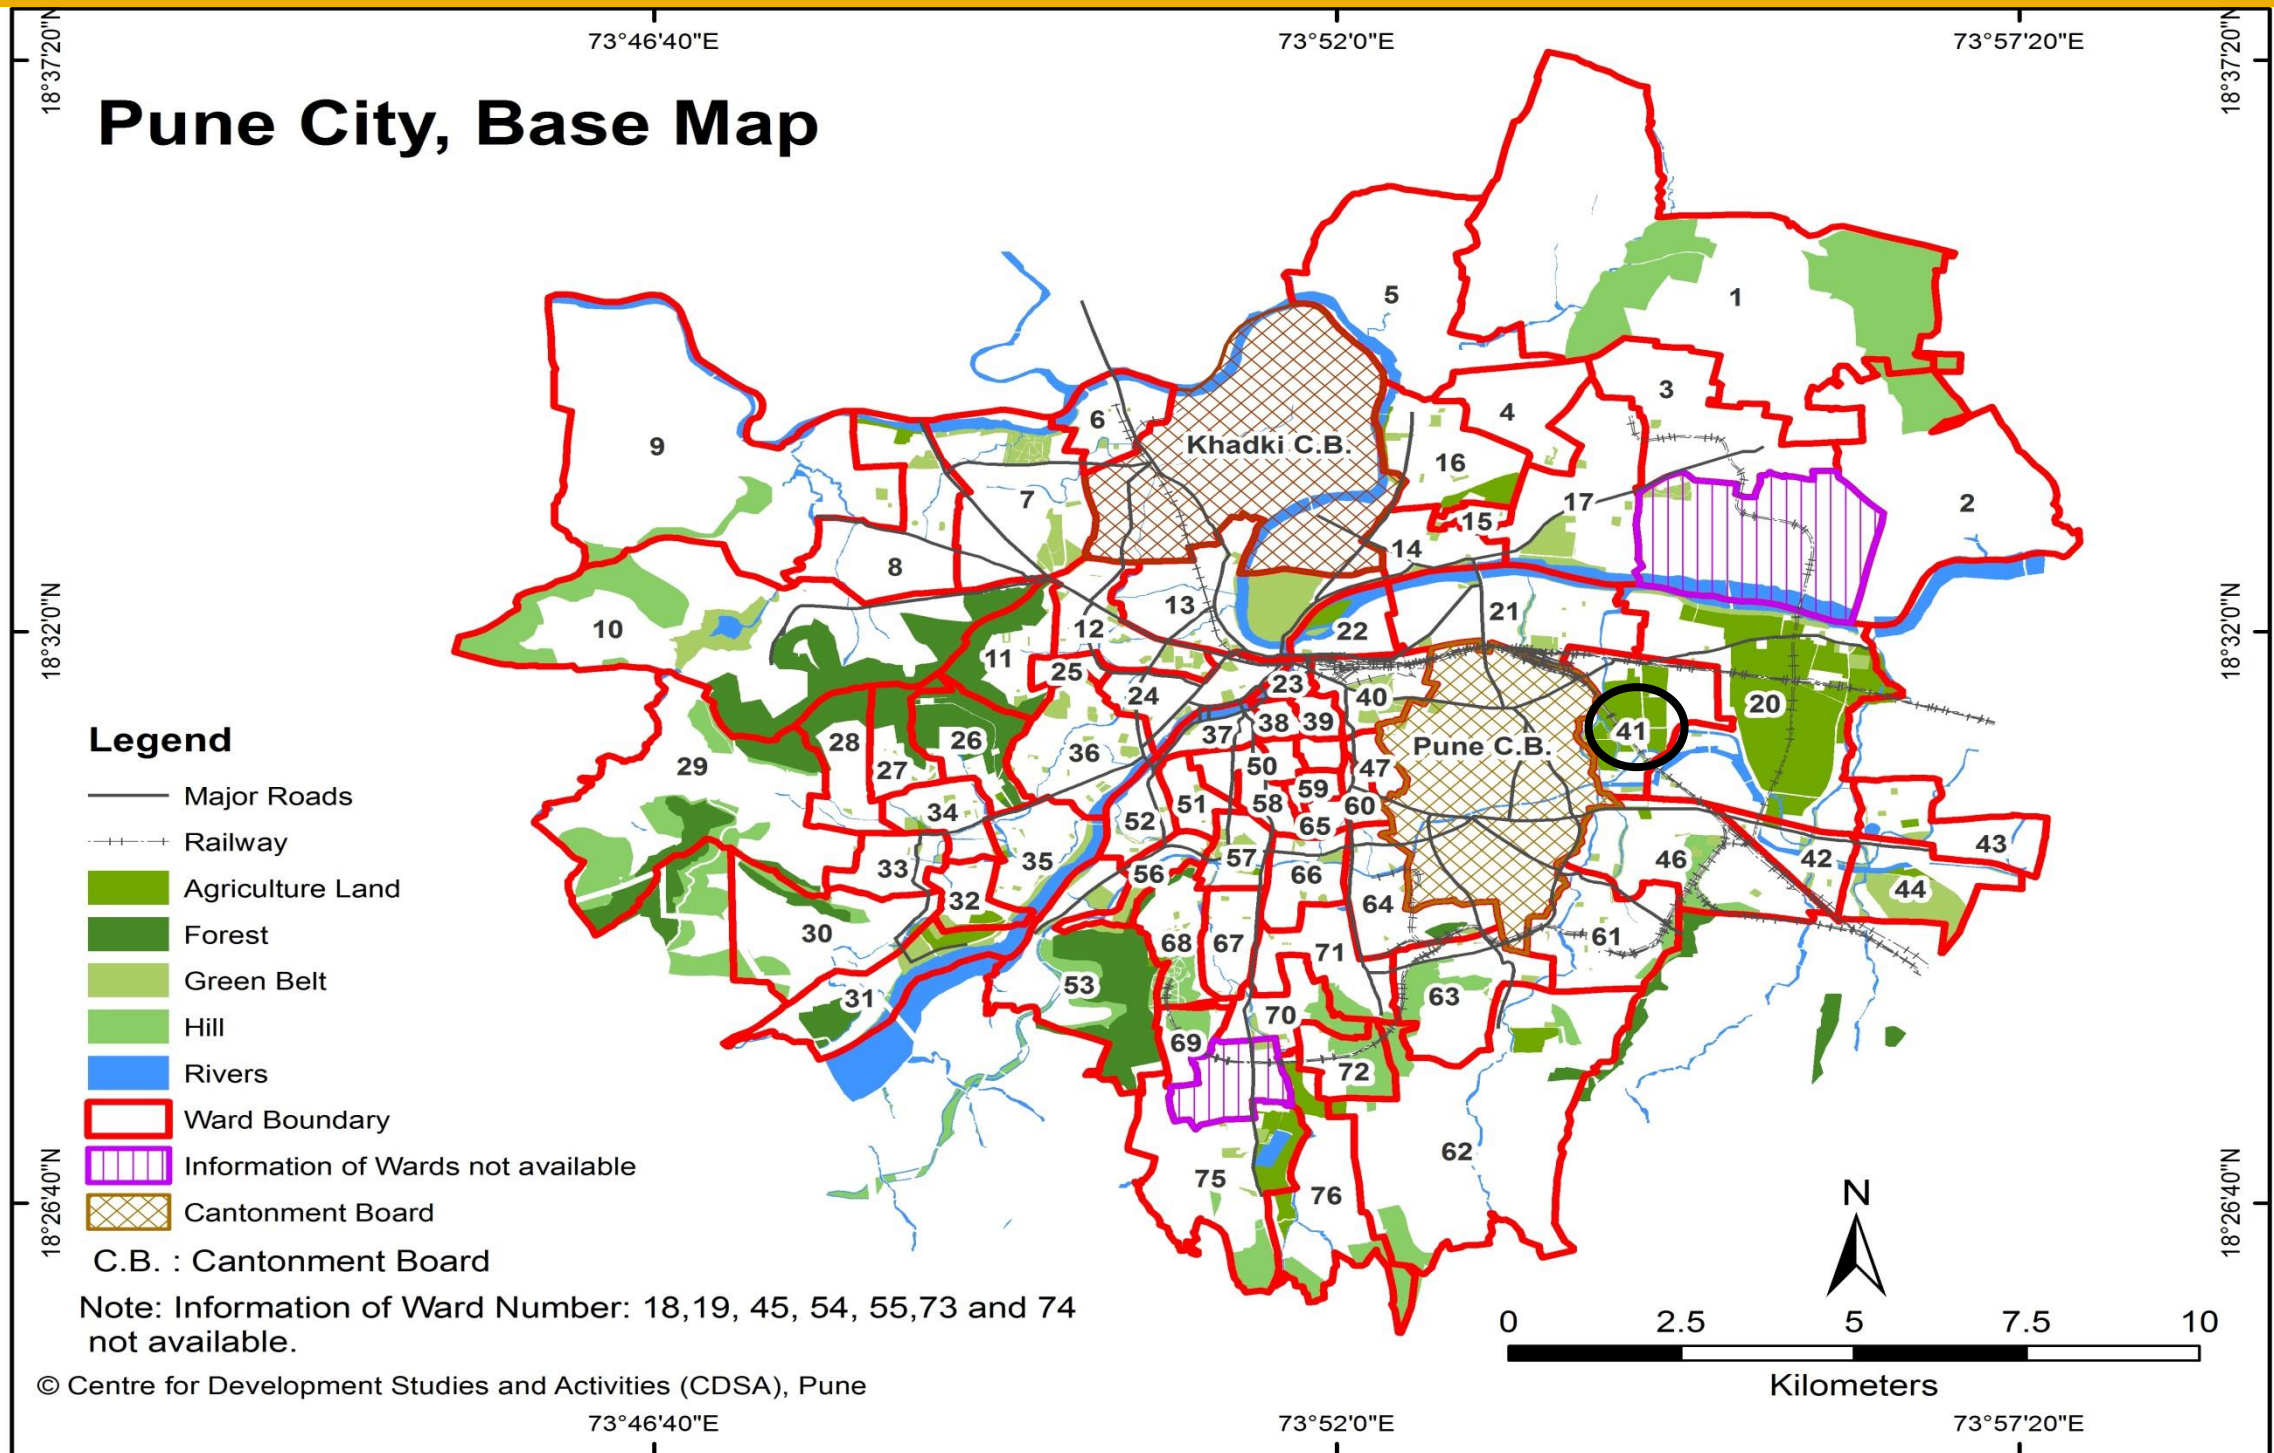 73°46'40"E
73°52'0"E
73°57'20"E
18°37'20"N
18°37'20"N
Pune City, Base Map
5
1
3
4
6
9
Khadki C.B.
16
7
17
2
15
14
8
13
21
10
12
22
11
25
23
24
40
20
38
39
41
37
28
26
Pune C.B.
36
29
27
50
47
59
51
58
60
34
52
65
43
35
57
46
42
33
56
66
44
32
64
30
61
68
67
71
53
31
63
70
69
72
62
75
76
18°32'0"N
18°32'0"N
Legend
Major Roads
Railway
Agriculture Land
Forest
Green Belt
Hill
Rivers
Ward Boundary
Information of Wards not available
Cantonment Board
C.B. : Cantonment Board
Note: Information of Ward Number: 18,19, 45, 54, 55,73 and 74
not available.
© Centre for Development Studies and Activities (CDSA), Pune
18°26'40"N
18°26'40"N
N
0 2.5 5 7.5 10
Kilometers
73°46'40"E
73°52'0"E
73°57'20"E